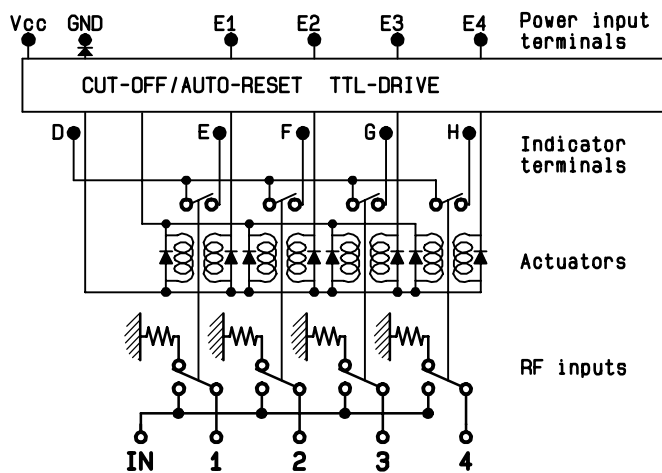 Vcc GND E1 E2 E3 E4 Power input
terminals
CUT-OFF/AUTO-RESET TTL-DRIVE
D E F G H Indicator
terminals
Actuators
RF inputs
IN 1 2 3 4